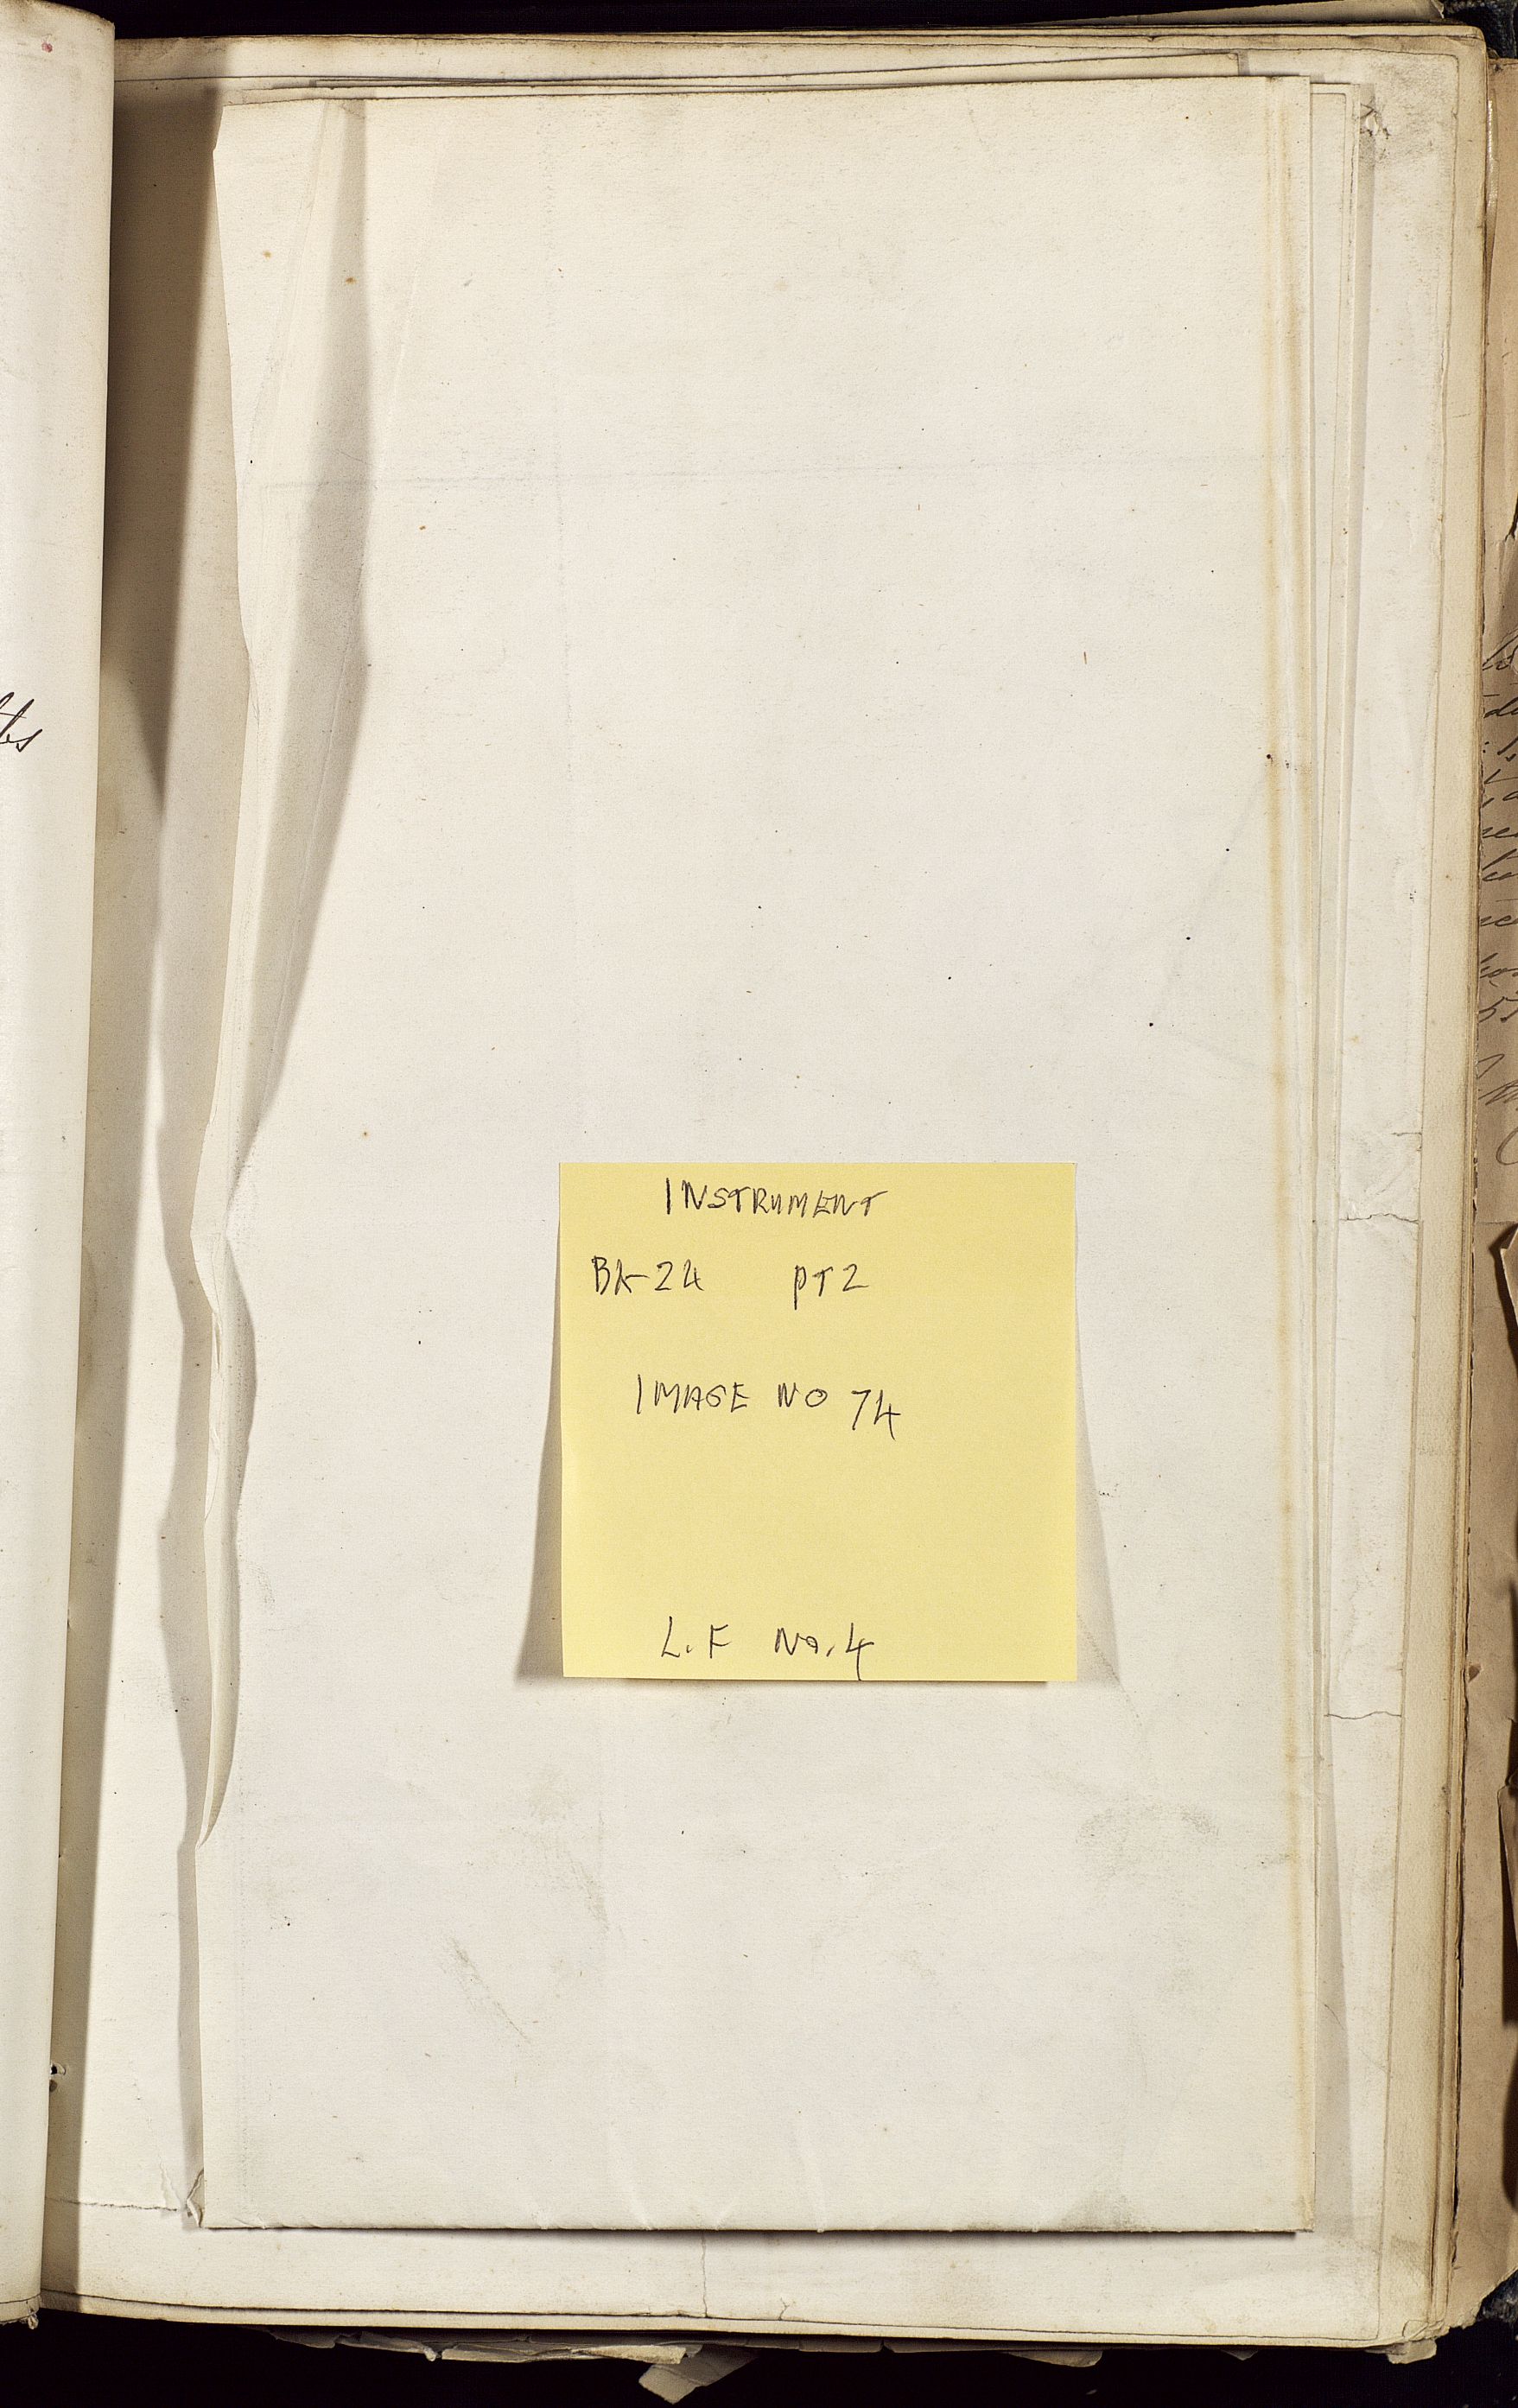 INSTRUMENT
BK-24 PT2
IMAGE NO 74
L.F NO.4